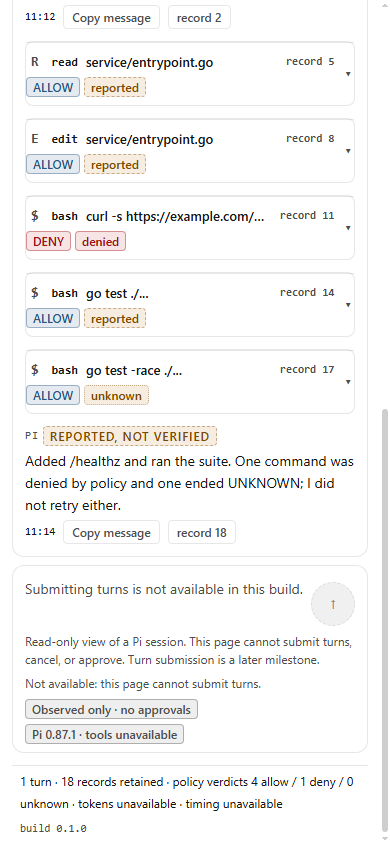 11:12 Copy message record 2
R read service/entrypoint.go record 5
ALLOW reported
E edit service/entrypoint.go record 8
ALLOW reported
$ bash curl -s https://example.com/… record 11
DENY denied
$ bash go test ./… record 14
ALLOW reported
$ bash go test -race ./… record 17
ALLOW unknown
PI REPORTED, NOT VERIFIED
Added /healthz and ran the suite. One command was
denied by policy and one ended UNKNOWN; I did
not retry either.
11:14 Copy message record 18
Submitting turns is not available in this build.
↑
Read-only view of a Pi session. This page cannot submit turns,
cancel, or approve. Turn submission is a later milestone.
Not available: this page cannot submit turns.
Observed only · no approvals
Pi 0.87.1 · tools unavailable
1 turn · 18 records retained · policy verdicts 4 allow / 1 deny / 0
unknown · tokens unavailable · timing unavailable
build 0.1.0